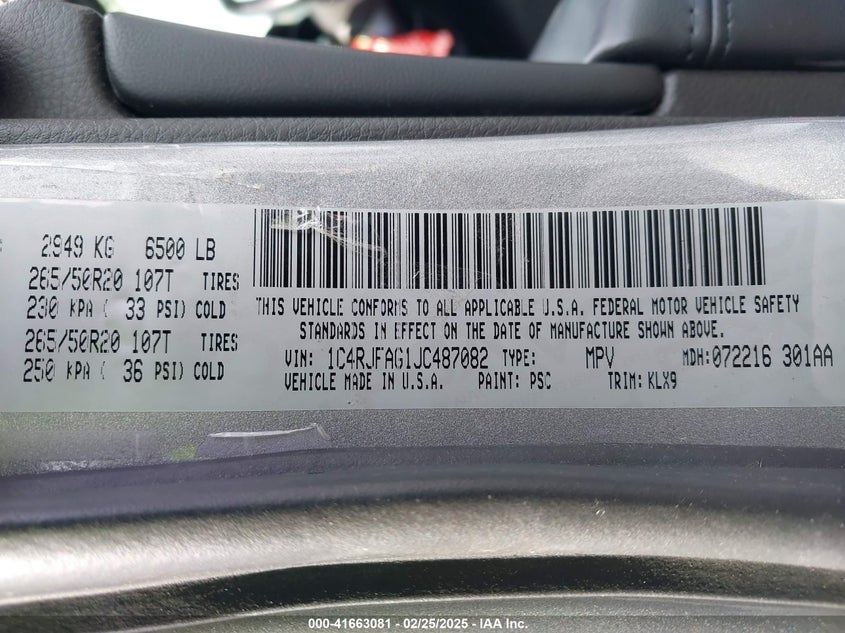 2949 KG 6500 LB
265/50R20 107T TIRES
230 KPA ( 33 PSI) COLD
265/50R20 107T TIRES
250 KPA ( 36 PSI) COLD
THIS VEHICLE CONFORMS TO ALL APPLICABLE U.S.A. FEDERAL MOTOR VEHICLE SAFETY
STANDARDS IN EFFECT ON THE DATE OF MANUFACTURE SHOWN ABOVE.
VIN: 1C4RJFAG1JC487082 TYPE: MPV MDH: 072216 301AA
VEHICLE MADE IN U.S.A. PAINT: PSC TRIM: KLX9
000-41663081 - 02/25/2025 - © IAA Inc.